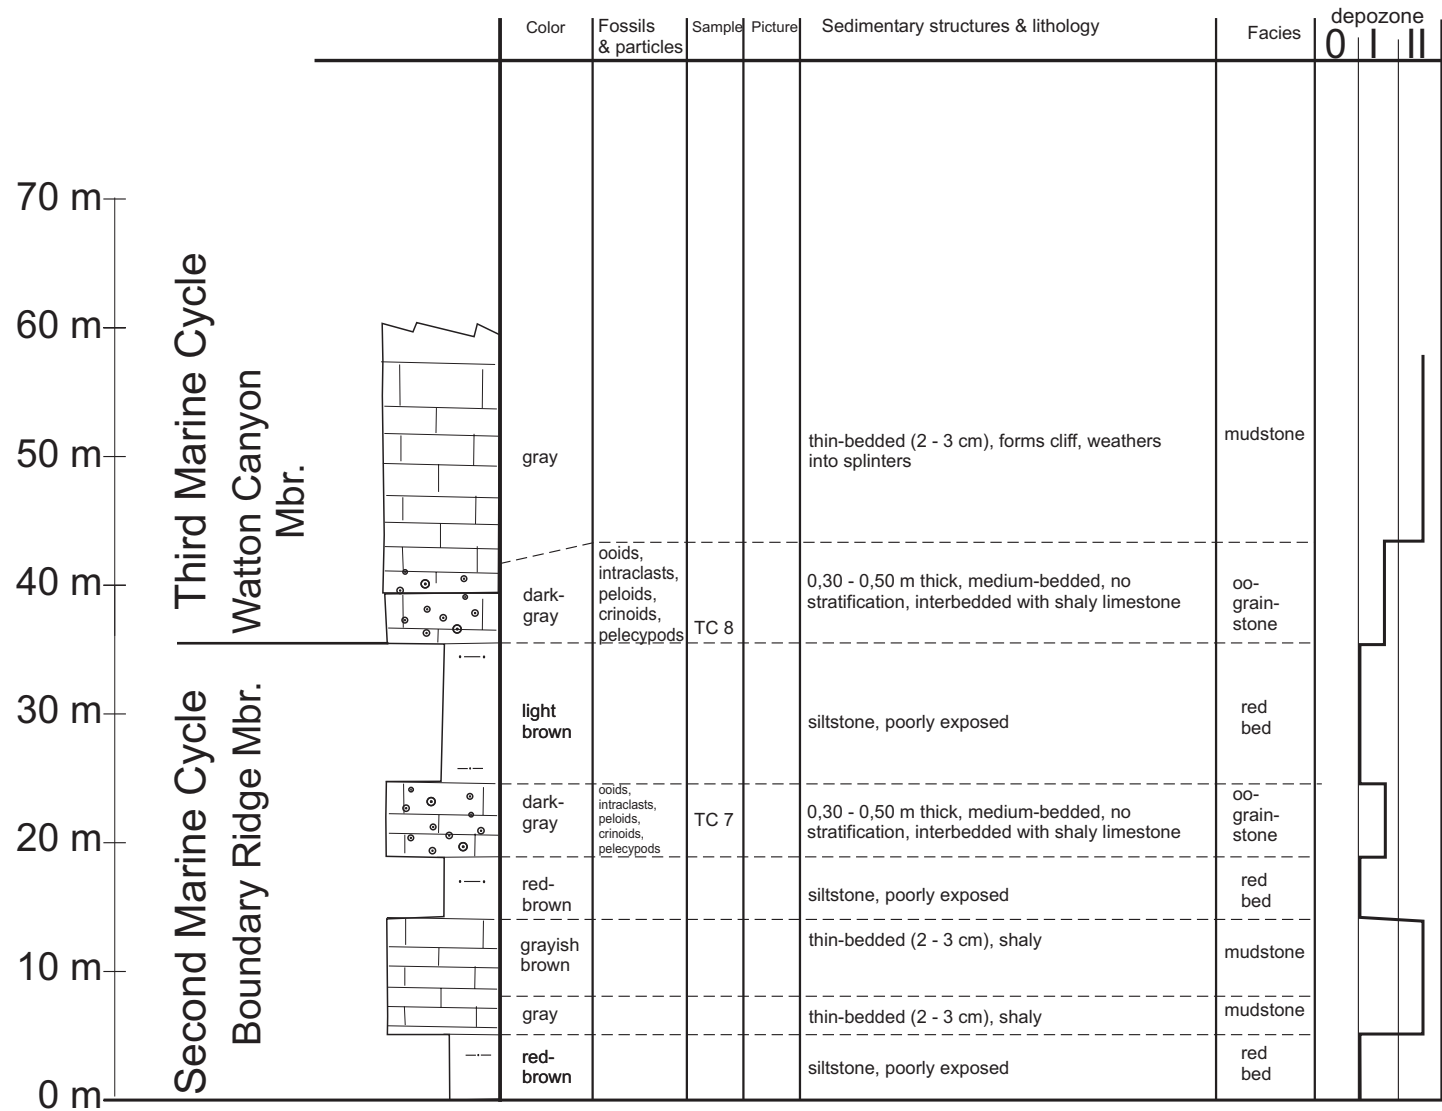 depozone
Color
Fossils
& particles
Sample
Picture
Sedimentary structures & lithology
Facies
0 I II
70 m
60 m
50 m
40 m
30 m
20 m
10 m
0 m
Third Marine Cycle
Watton Canyon
Mbr.
Second Marine Cycle
Boundary Ridge Mbr.
gray
thin-bedded (2 - 3 cm), forms cliff, weathers
into splinters
mudstone
dark-
gray
ooids,
intraclasts,
peloids,
crinoids,
pelecypods
TC 8
0,30 - 0,50 m thick, medium-bedded, no
stratification, interbedded with shaly limestone
oo-
grain-
stone
light
brown
siltstone, poorly exposed
red
bed
dark-
gray
ooids,
intraclasts,
peloids,
crinoids,
pelecypods
TC 7
0,30 - 0,50 m thick, medium-bedded, no
stratification, interbedded with shaly limestone
oo-
grain-
stone
red-
brown
siltstone, poorly exposed
red
bed
grayish
brown
thin-bedded (2 - 3 cm), shaly
mudstone
gray
thin-bedded (2 - 3 cm), shaly
mudstone
red-
brown
siltstone, poorly exposed
red
bed